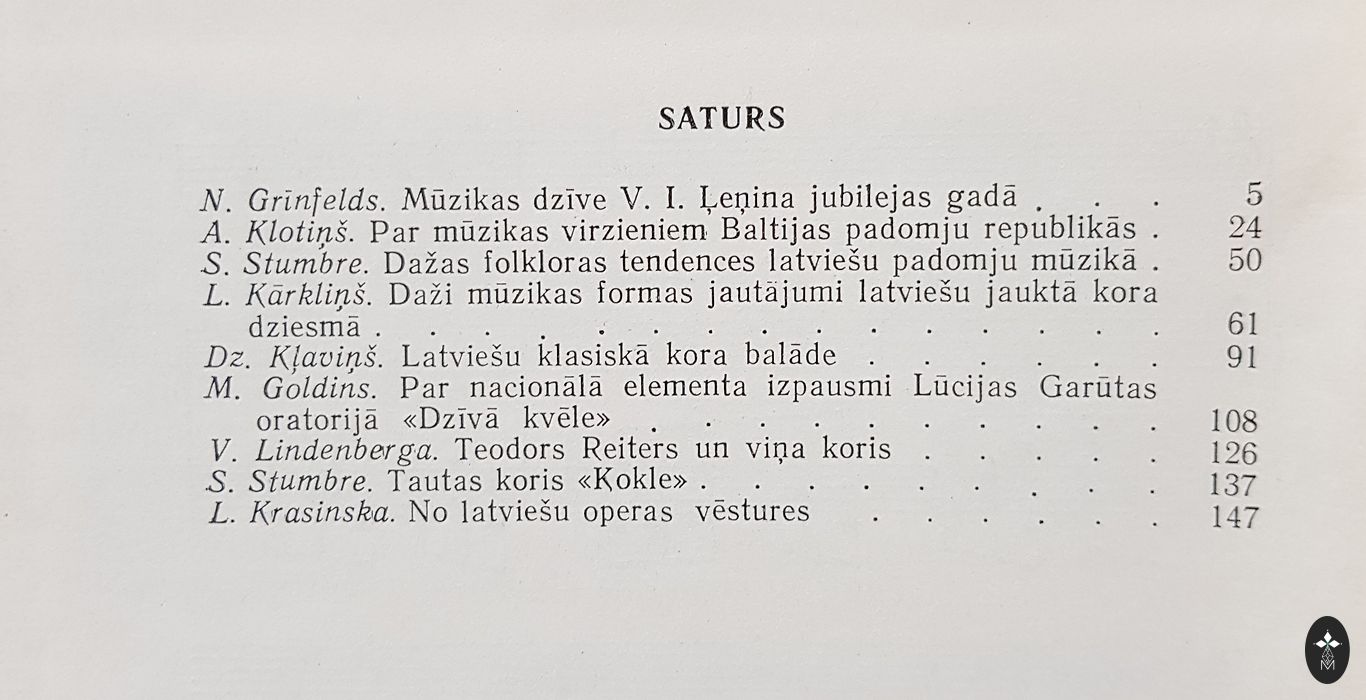 SATURS
N. Grīnfelds. Mūzikas dzīve V. I. Ļeņina jubilejas gadā . . . 5
A. Klotiņš. Par mūzikas virzieniem Baltijas padomju republikās . 24
S. Stumbre. Dažas folkloras tendences latviešu padomju mūzikā . 50
L. Kārkliņš. Daži mūzikas formas jautājumi latviešu jauktā kora
dziesmā . . . . . . . . . . . . . . . 61
Dz. Kļaviņš. Latviešu klasiskā kora balāde . . . . . . 91
M. Goldins. Par nacionālā elementa izpausmi Lūcijas Garūtas
oratorijā «Dzīvā kvēle» . . . . . . . . . . 108
V. Lindenberga. Teodors Reiters un viņa koris . . . . . 126
S. Stumbre. Tautas koris «Kokle» . . . . . . . . . 137
L. Krasinska. No latviešu operas vēstures . . . . . . 147
M